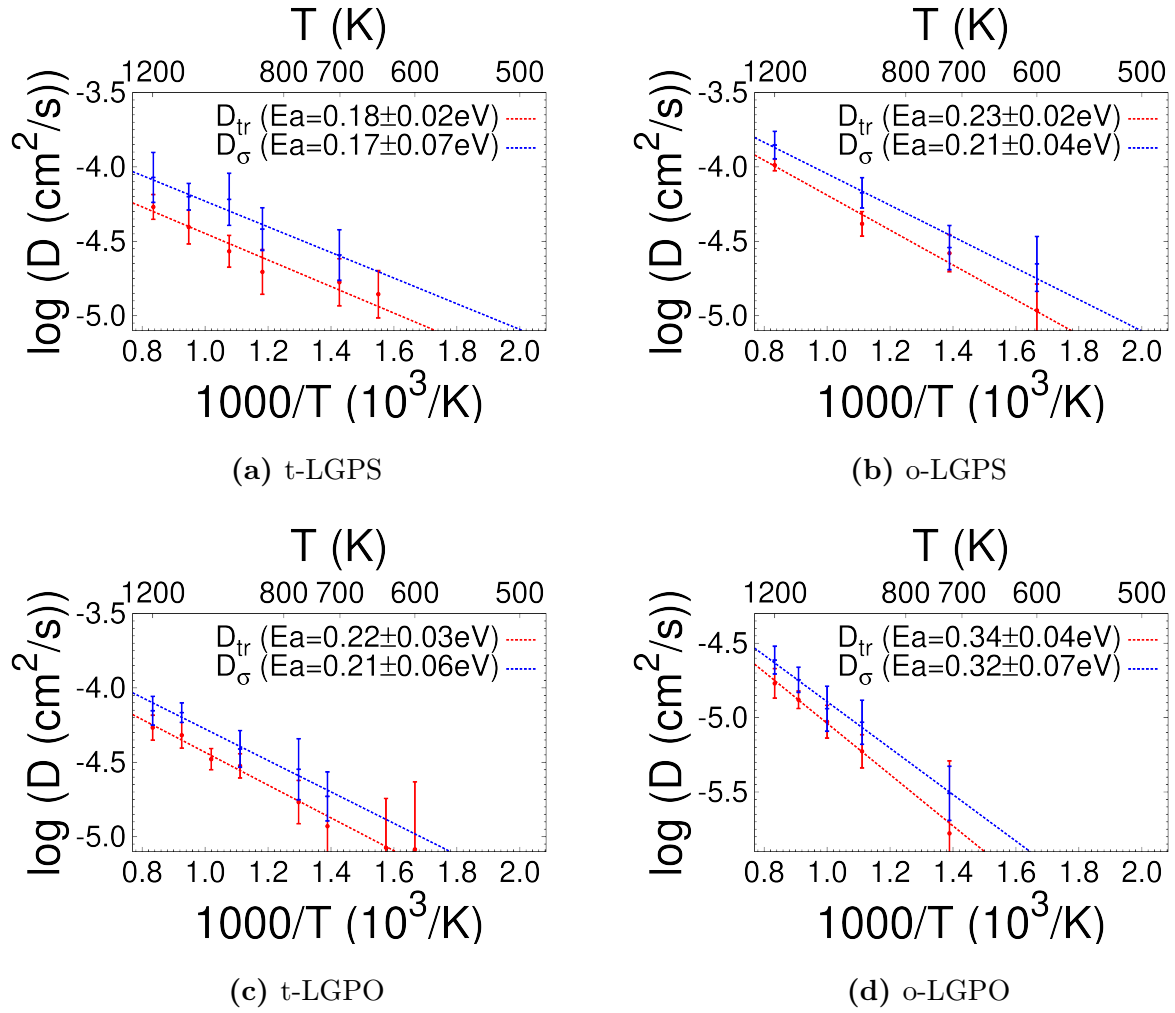 T (K)
1200 800 700 600 500
log (D (cm²/s))
-3.5
-4.0
-4.5
-5.0
D_tr (Ea=0.18±0.02eV)
D_σ (Ea=0.17±0.07eV)
0.8 1.0 1.2 1.4 1.6 1.8 2.0
1000/T (10³/K)
(a) t-LGPS
T (K)
1200 800 700 600 500
log (D (cm²/s))
-3.5
-4.0
-4.5
-5.0
D_tr (Ea=0.23±0.02eV)
D_σ (Ea=0.21±0.04eV)
0.8 1.0 1.2 1.4 1.6 1.8 2.0
1000/T (10³/K)
(b) o-LGPS
T (K)
1200 800 700 600 500
log (D (cm²/s))
-3.5
-4.0
-4.5
-5.0
D_tr (Ea=0.22±0.03eV)
D_σ (Ea=0.21±0.06eV)
0.8 1.0 1.2 1.4 1.6 1.8 2.0
1000/T (10³/K)
(c) t-LGPO
T (K)
1200 800 700 600 500
log (D (cm²/s))
-4.5
-5.0
-5.5
D_tr (Ea=0.34±0.04eV)
D_σ (Ea=0.32±0.07eV)
0.8 1.0 1.2 1.4 1.6 1.8 2.0
1000/T (10³/K)
(d) o-LGPO